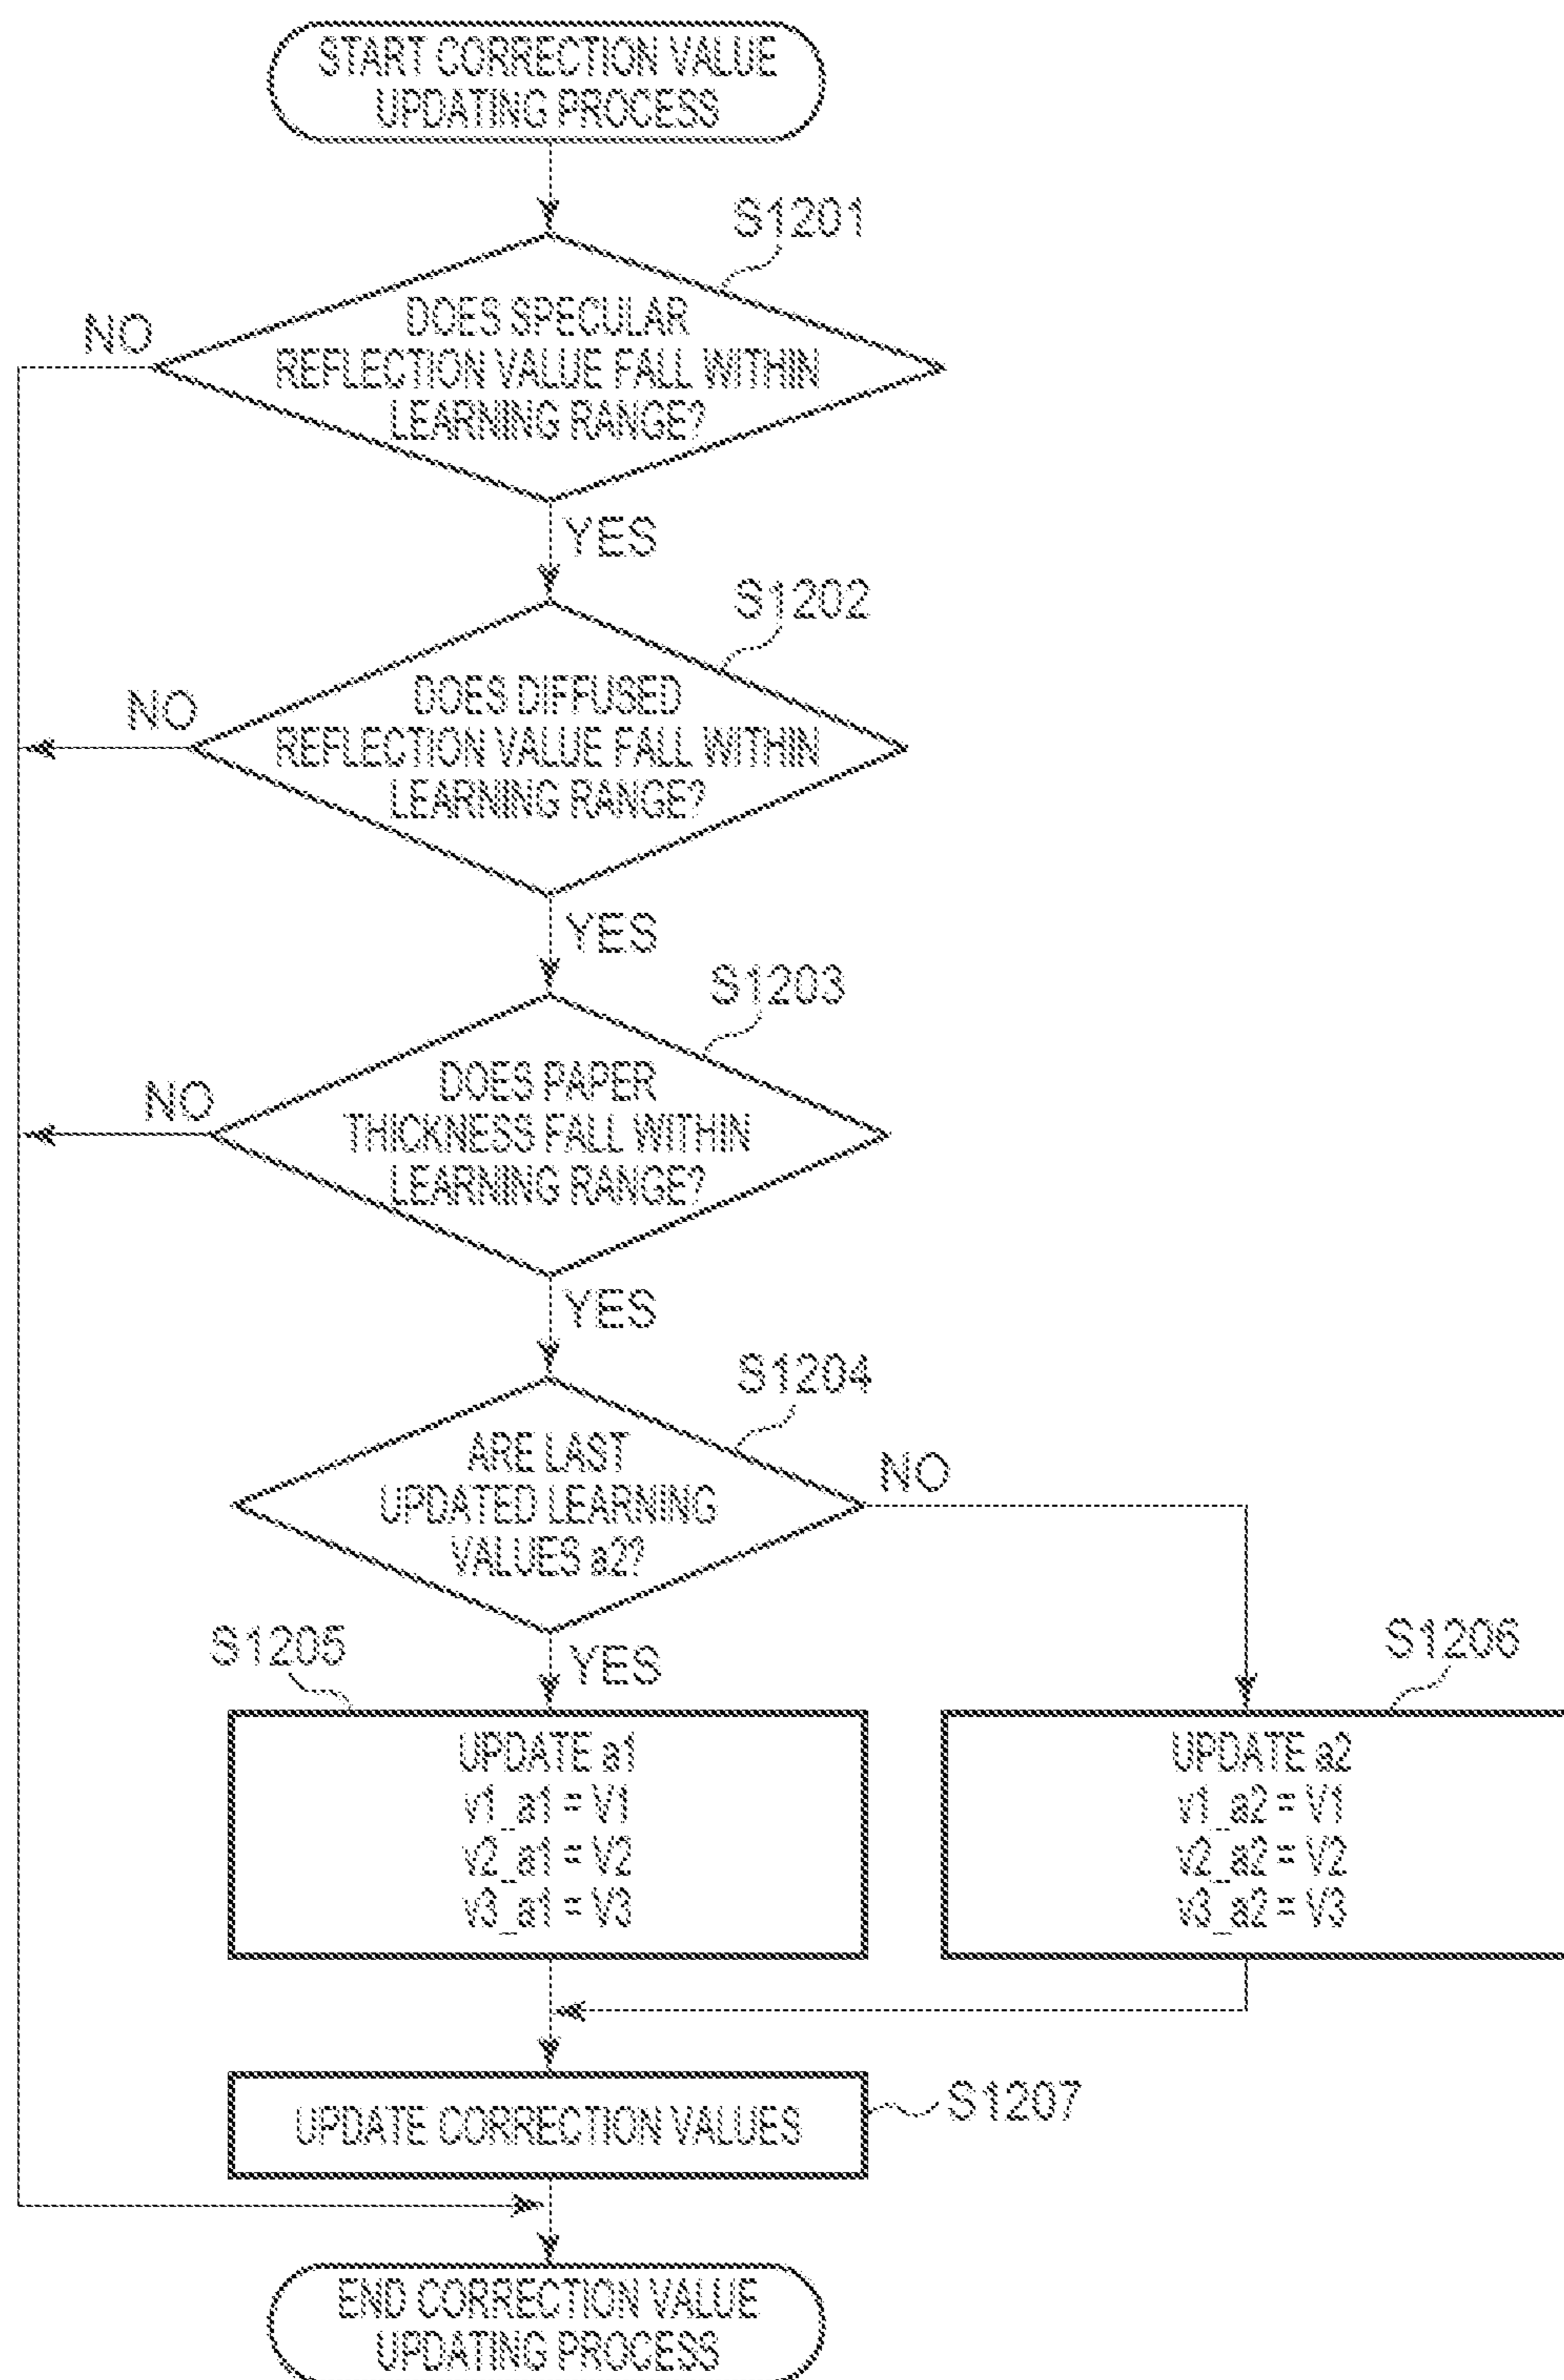 START CORRECTION VALUE
UPDATING PROCESS
S1201
DOES SPECULAR
REFLECTION VALUE FALL WITHIN
LEARNING RANGE?
NO
YES
S1202
DOES DIFFUSED
REFLECTION VALUE FALL WITHIN
LEARNING RANGE?
NO
YES
S1203
DOES PAPER
THICKNESS FALL WITHIN
LEARNING RANGE?
NO
YES
S1204
ARE LAST
UPDATED LEARNING
VALUES a2?
NO
YES
S1205
UPDATE a1
v1_a1 = V1
v2_a1 = V2
v3_a1 = V3
S1206
UPDATE a2
v1_a2 = V1
v2_a2 = V2
v3_a2 = V3
UPDATE CORRECTION VALUES
S1207
END CORRECTION VALUE
UPDATING PROCESS